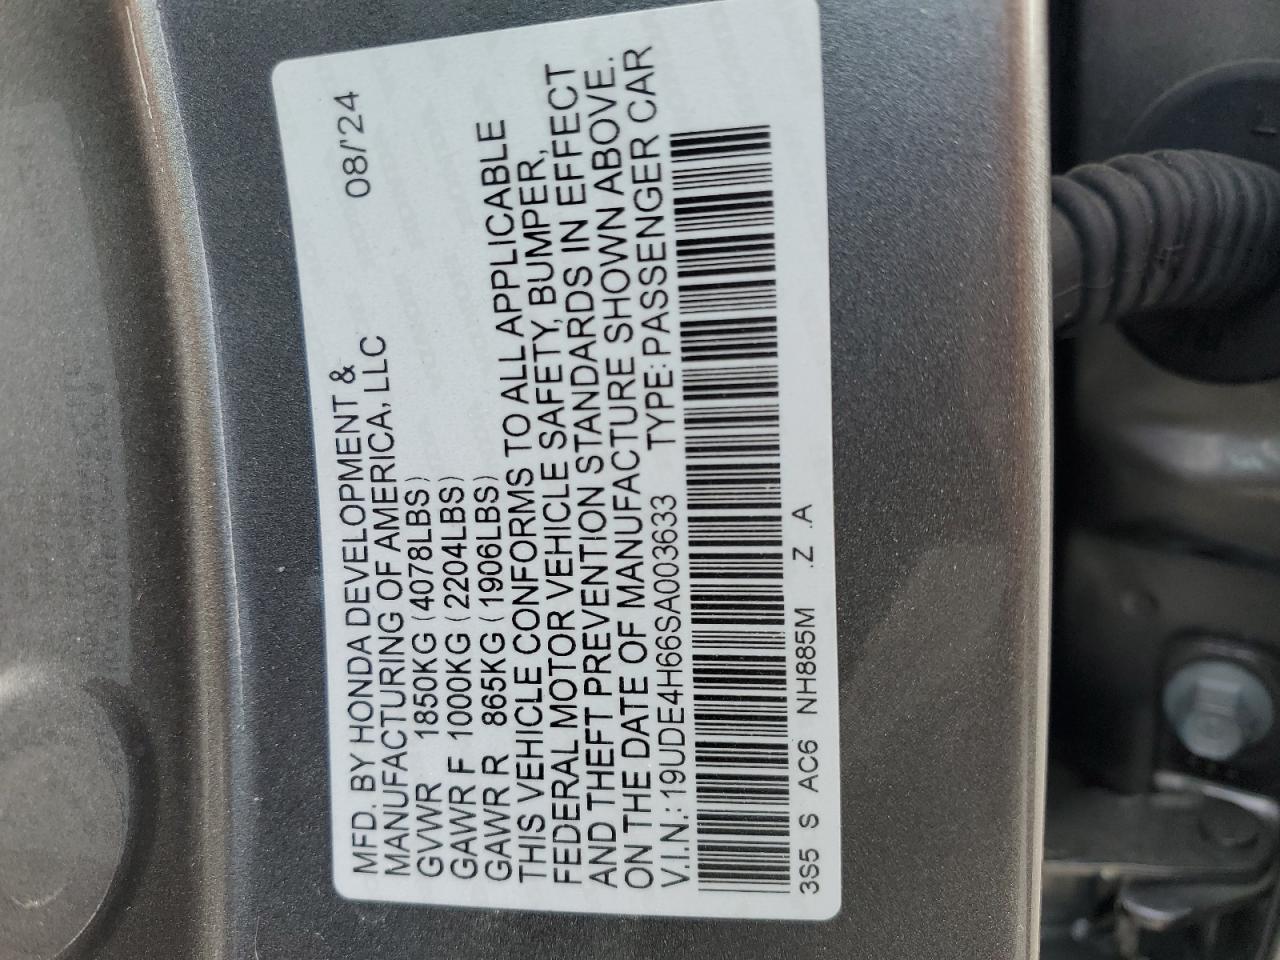 MFD. BY HONDA DEVELOPMENT & 08/'24
MANUFACTURING OF AMERICA, LLC
GVWR 1850KG (4078LBS)
GAWR F 1000KG (2204LBS)
GAWR R 865KG (1906LBS)
THIS VEHICLE CONFORMS TO ALL APPLICABLE
FEDERAL MOTOR VEHICLE SAFETY, BUMPER,
AND THEFT PREVENTION STANDARDS IN EFFECT
ON THE DATE OF MANUFACTURE SHOWN ABOVE.
V.I.N.: 19UDE4H66SA003633 TYPE: PASSENGER CAR
3S5 S AC6 NH885M .Z .A